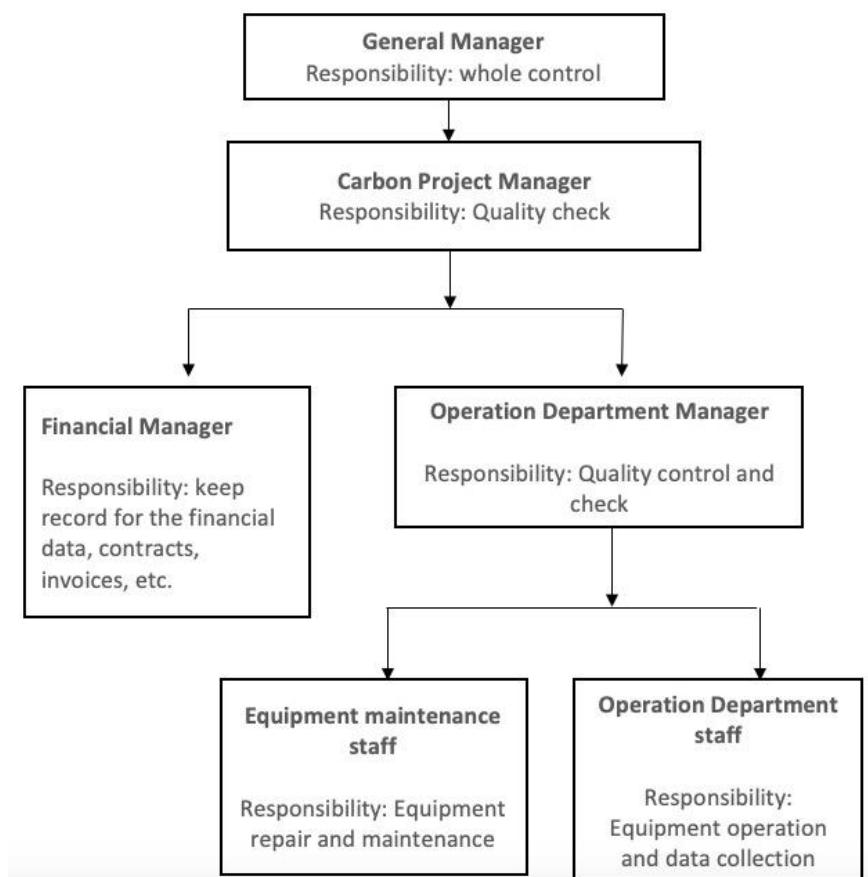 General Manager
Responsibility: whole control
Carbon Project Manager
Responsibility: Quality check
Financial Manager
Responsibility: keep
record for the financial
data, contracts,
invoices, etc.
Operation Department Manager
Responsibility: Quality control and
check
Equipment maintenance
staff
Responsibility: Equipment
repair and maintenance
Operation Department
staff
Responsibility:
Equipment operation
and data collection